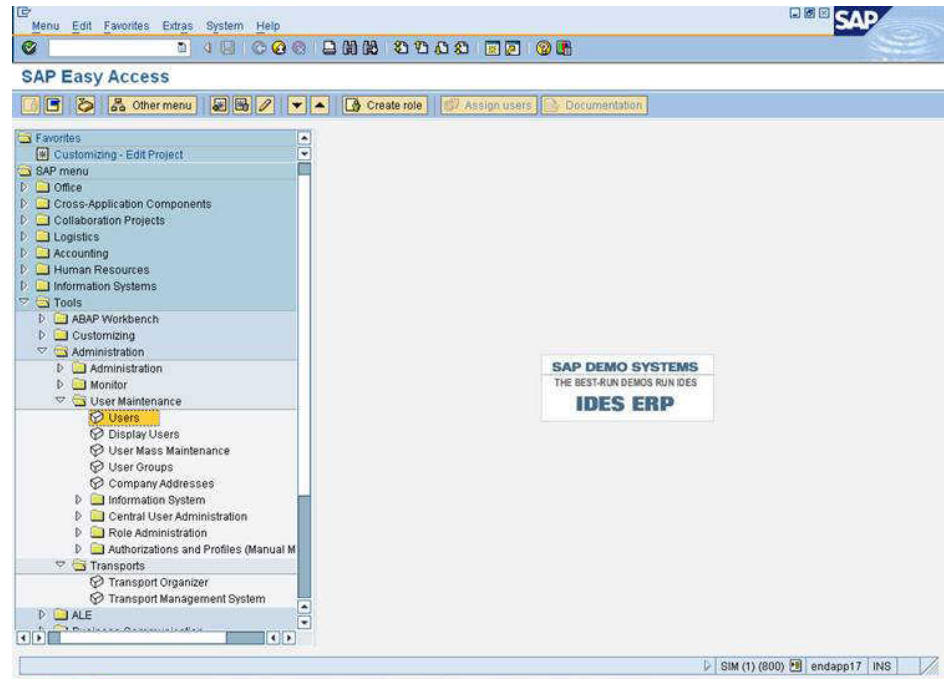 Menu Edit Favorites Extras System Help
SAP
SAP Easy Access
Other menu Create role Assign users Documentation
Favorites
Customizing - Edit Project
SAP menu
Office
Cross-Application Components
Collaboration Projects
Logistics
Accounting
Human Resources
Information Systems
Tools
ABAP Workbench
Customizing
Administration
Administration
Monitor
User Maintenance
Users
Display Users
User Mass Maintenance
User Groups
Company Addresses
Information System
Central User Administration
Role Administration
Authorizations and Profiles (Manual M
Transports
Transport Organizer
Transport Management System
ALE
SAP DEMO SYSTEMS
THE BEST-RUN DEMOS RUN IDES
IDES ERP
SIM (1) (800) endapp17 INS